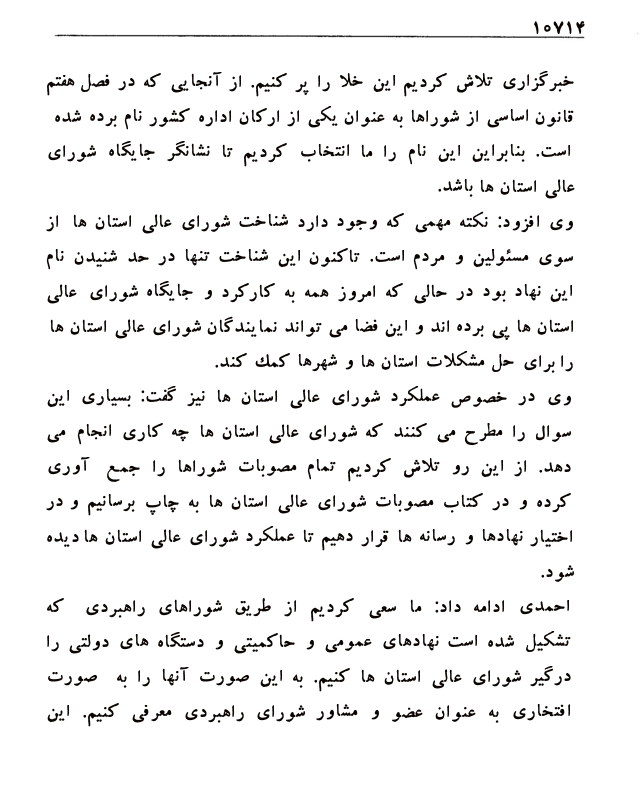 ۱۰۷۱۴
خبرگزاری تلاش کردیم این خلا را پر کنیم. از آنجایی که در فصل هفتم
قانون اساسی از شوراها به عنوان یکی از ارکان اداره کشور نام برده شده
است. بنابراین این نام را ما انتخاب کردیم تا نشانگر جایگاه شورای
عالی استان ها باشد.
وی افزود: نکته مهمی که وجود دارد شناخت شورای عالی استان ها از
سوی مسئولین و مردم است. تاکنون این شناخت تنها در حد شنیدن نام
این نهاد بود در حالی که امروز همه به کارکرد و جایگاه شورای عالی
استان ها پی برده اند و این فضا می تواند نمایندگان شورای عالی استان ها
را برای حل مشکلات استان ها و شهرها کمك کند.
وی در خصوص عملکرد شورای عالی استان ها نیز گفت: بسیاری این
سوال را مطرح می کنند که شورای عالی استان ها چه کاری انجام می
دهد. از این رو تلاش کردیم تمام مصوبات شوراها را جمع آوری
کرده و در کتاب مصوبات شورای عالی استان ها به چاپ برسانیم و در
اختیار نهادها و رسانه ها قرار دهیم تا عملکرد شورای عالی استان ها دیده
شود.
احمدی ادامه داد: ما سعی کردیم از طریق شوراهای راهبردی که
تشکیل شده است نهادهای عمومی و حاکمیتی و دستگاه های دولتی را
درگیر شورای عالی استان ها کنیم. به این صورت آنها را به صورت
افتخاری به عنوان عضو و مشاور شورای راهبردی معرفی کنیم. این